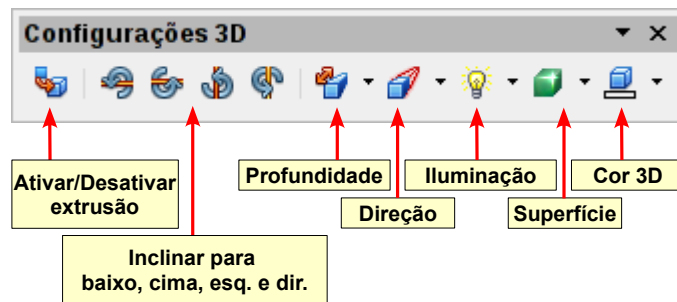 Configurações 3D
Ativar/Desativar
extrusão
Profundidade
Iluminação
Cor 3D
Direção
Superfície
Inclinar para
baixo, cima, esq. e dir.